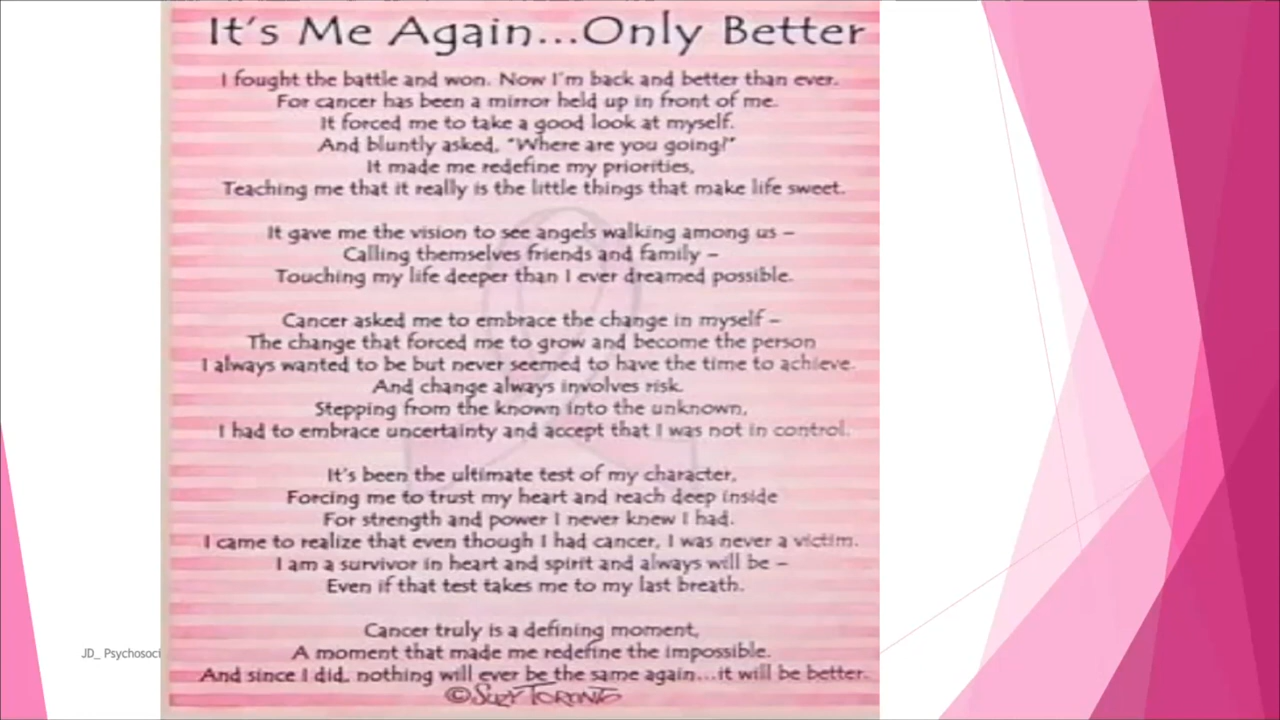 It's Me Again...Only Better
I fought the battle and won. Now I'm back and better than ever.
For cancer has been a mirror held up in front of me.
It forced me to take a good look at myself.
And bluntly asked, "Where are you going?"
It made me redefine my priorities,
Teaching me that it really is the little things that make life sweet.
It gave me the vision to see angels walking among us –
Calling themselves friends and family –
Touching my life deeper than I ever dreamed possible.
Cancer asked me to embrace the change in myself –
The change that forced me to grow and become the person
I always wanted to be but never seemed to have the time to achieve.
And change always involves risk.
Stepping from the known into the unknown,
I had to embrace uncertainty and accept that I was not in control.
It's been the ultimate test of my character,
Forcing me to trust my heart and reach deep inside
For strength and power I never knew I had.
I came to realize that even though I had cancer, I was never a victim.
I am a survivor in heart and spirit and always will be –
Even if that test takes me to my last breath.
Cancer truly is a defining moment,
A moment that made me redefine the impossible.
And since I did, nothing will ever be the same again...it will be better.
©Suzy Toronto
JD_ Psychosoci